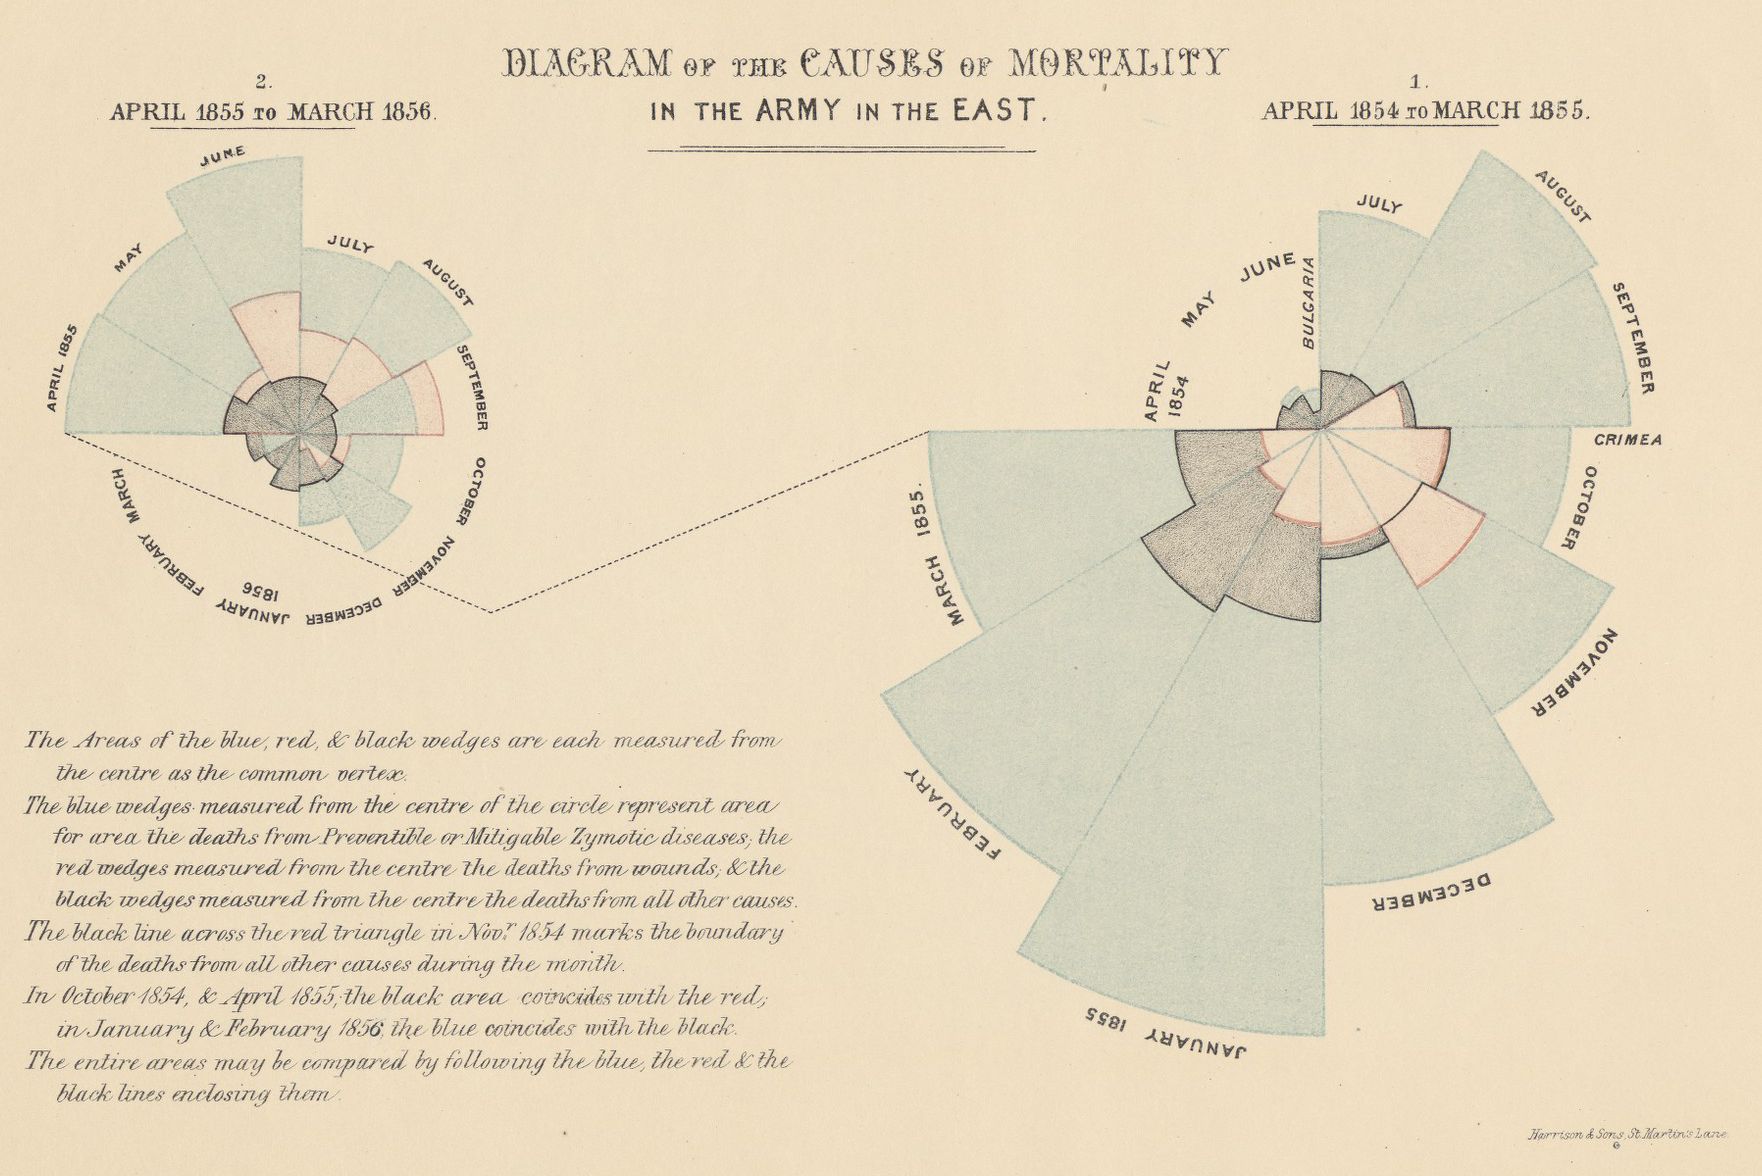 DIAGRAM OF THE CAUSES OF MORTALITY
IN THE ARMY IN THE EAST.
2.
APRIL 1855 TO MARCH 1856.
1.
APRIL 1854 TO MARCH 1855.
APRIL 1855
MAY
JUNE
JULY
AUGUST
SEPTEMBER
OCTOBER
NOVEMBER
DECEMBER
JANUARY
1856
FEBRUARY
MARCH
APRIL
1854
MAY
JUNE
BULGARIA
JULY
AUGUST
SEPTEMBER
CRIMEA
OCTOBER
NOVEMBER
DECEMBER
JANUARY 1855
FEBRUARY
MARCH 1855.
The Areas of the blue, red, & black wedges are each measured from
the centre as the common vertex.
The blue wedges measured from the centre of the circle represent area
for area the deaths from Preventible or Mitigable Zymotic diseases; the
red wedges measured from the centre the deaths from wounds; & the
black wedges measured from the centre the deaths from all other causes.
The black line across the red triangle in Novr. 1854 marks the boundary
of the deaths from all other causes during the month.
In October 1854, & April 1855, the black area coincides with the red;
in January & February 1856, the blue coincides with the black.
The entire areas may be compared by following the blue, the red & the
black lines enclosing them.
Harrison & Sons, St. Martin's Lane.